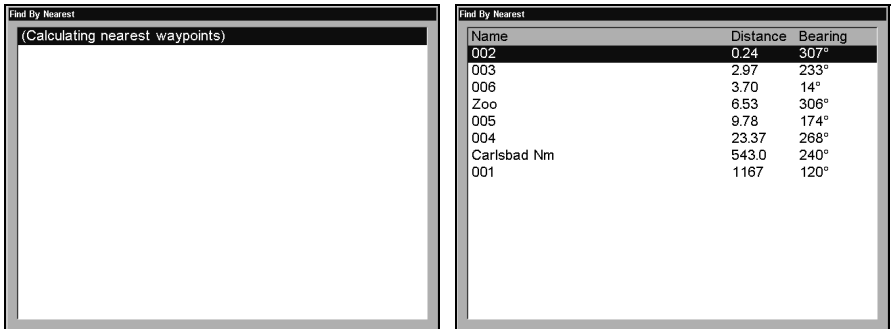 Find By Nearest
(Calculating nearest waypoints)
Find By Nearest
Name Distance Bearing
002 0.24 307°
003 2.97 233°
006 3.70 14°
Zoo 6.53 306°
005 9.78 174°
004 23.37 268°
Carlsbad Nm 543.0 240°
001 1167 120°